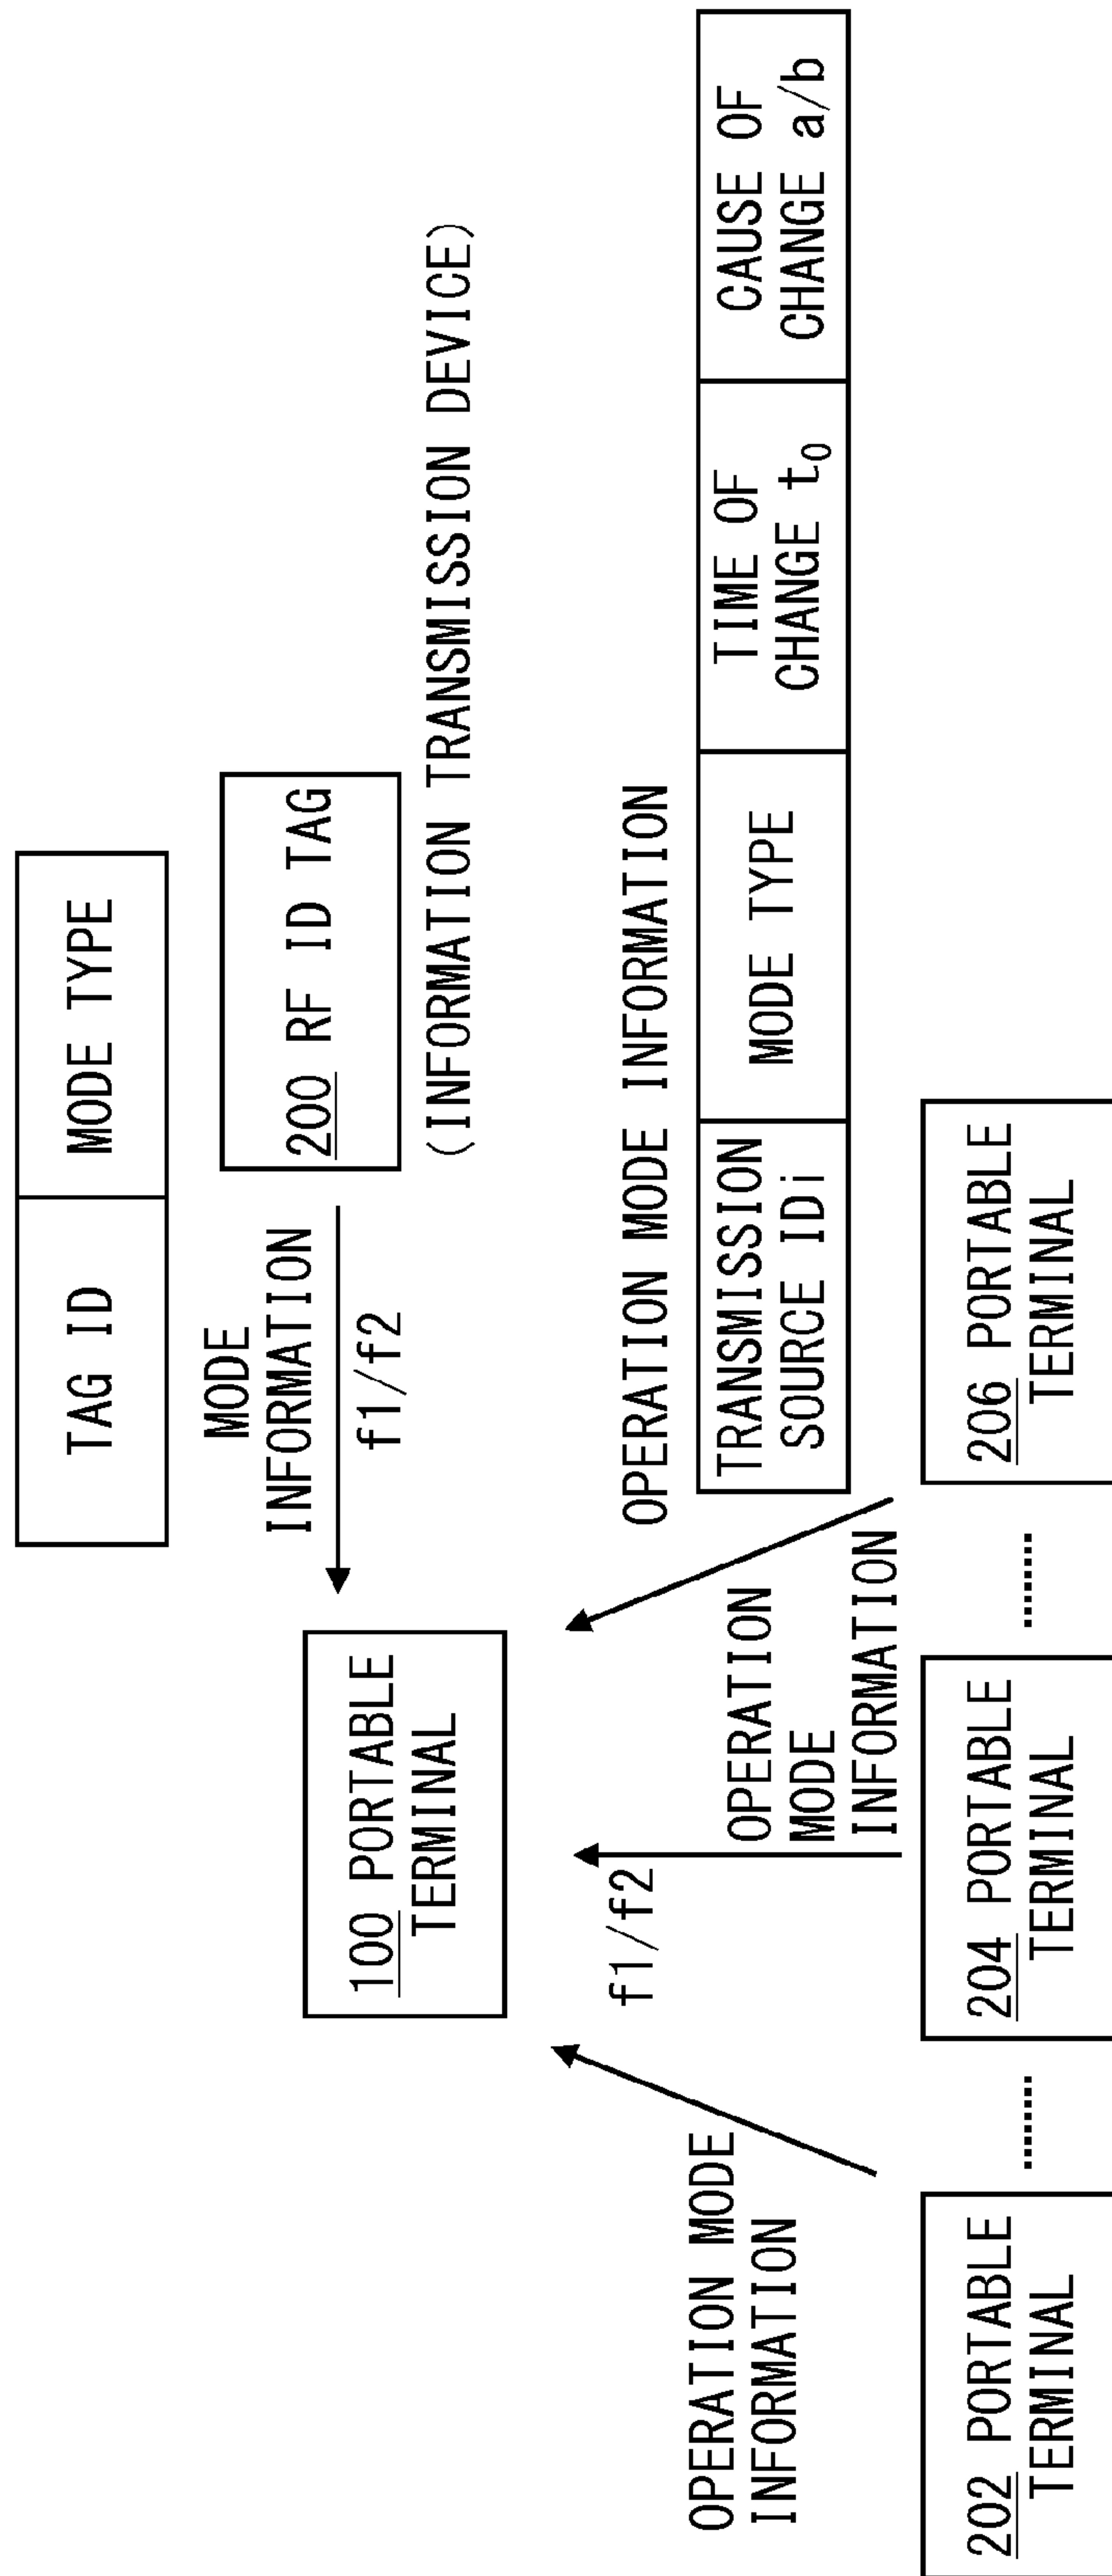 TAG ID
MODE TYPE
MODE
INFORMATION
f1/f2
200 RF ID TAG
(INFORMATION TRANSMISSION DEVICE)
100 PORTABLE
TERMINAL
OPERATION MODE INFORMATION
TRANSMISSION
SOURCE IDi
MODE TYPE
TIME OF
CHANGE t0
CAUSE OF
CHANGE a/b
OPERATION MODE
INFORMATION
f1/f2
OPERATION
MODE
INFORMATION
202 PORTABLE
TERMINAL
204 PORTABLE
TERMINAL
206 PORTABLE
TERMINAL